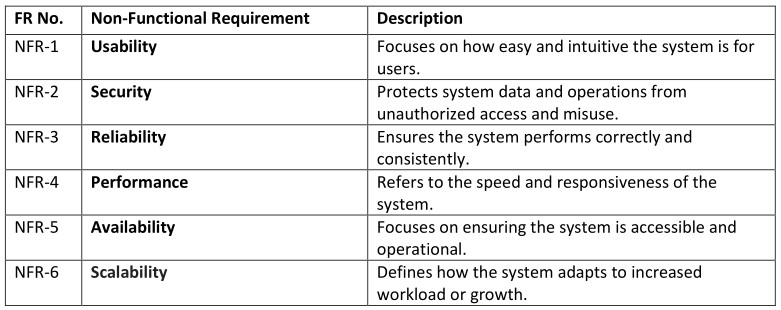 FR No. Non-Functional Requirement Description
NFR-1 Usability Focuses on how easy and intuitive the system is for
users.
NFR-2 Security Protects system data and operations from
unauthorized access and misuse.
NFR-3 Reliability Ensures the system performs correctly and
consistently.
NFR-4 Performance Refers to the speed and responsiveness of the
system.
NFR-5 Availability Focuses on ensuring the system is accessible and
operational.
NFR-6 Scalability Defines how the system adapts to increased
workload or growth.